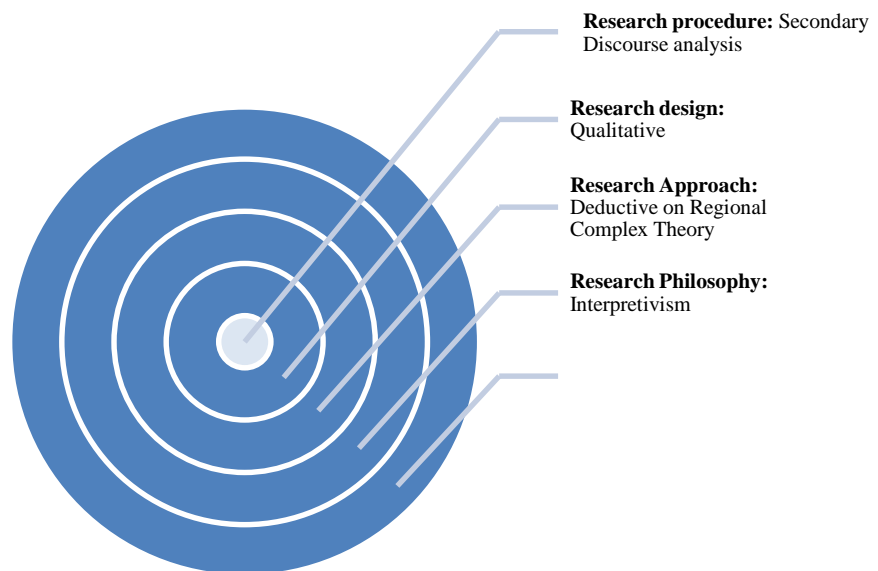 Research procedure: Secondary
Discourse analysis
Research design:
Qualitative
Research Approach:
Deductive on Regional
Complex Theory
Research Philosophy:
Interpretivism